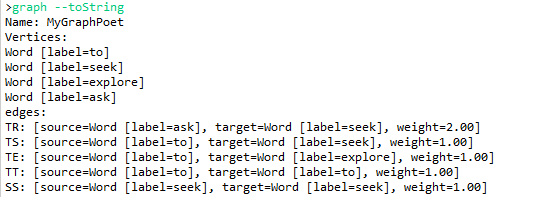 >graph --toString
Name: MyGraphPoet
Vertices:
Word [label=to]
Word [label=seek]
Word [label=explore]
Word [label=ask]
edges:
TR: [source=Word [label=ask], target=Word [label=seek], weight=2.00]
TS: [source=Word [label=to], target=Word [label=seek], weight=1.00]
TE: [source=Word [label=to], target=Word [label=explore], weight=1.00]
TT: [source=Word [label=to], target=Word [label=to], weight=1.00]
SS: [source=Word [label=seek], target=Word [label=seek], weight=1.00]